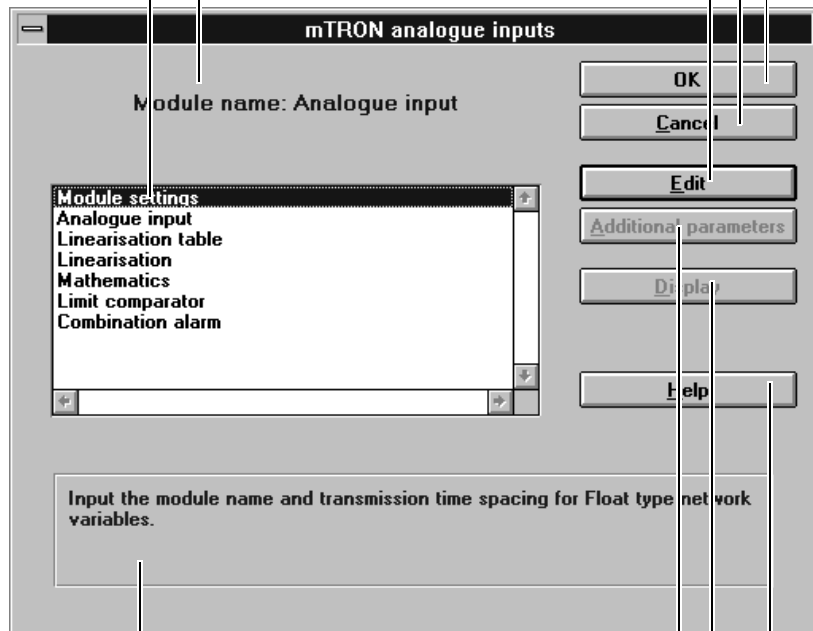 mTRON analogue inputs
Module name: Analogue input
OK
Cancel
Module settings
Analogue input
Linearisation table
Linearisation
Mathematics
Limit comparator
Combination alarm
Edit
Additional parameters
Display
Help
Input the module name and transmission time spacing for Float type network
variables.